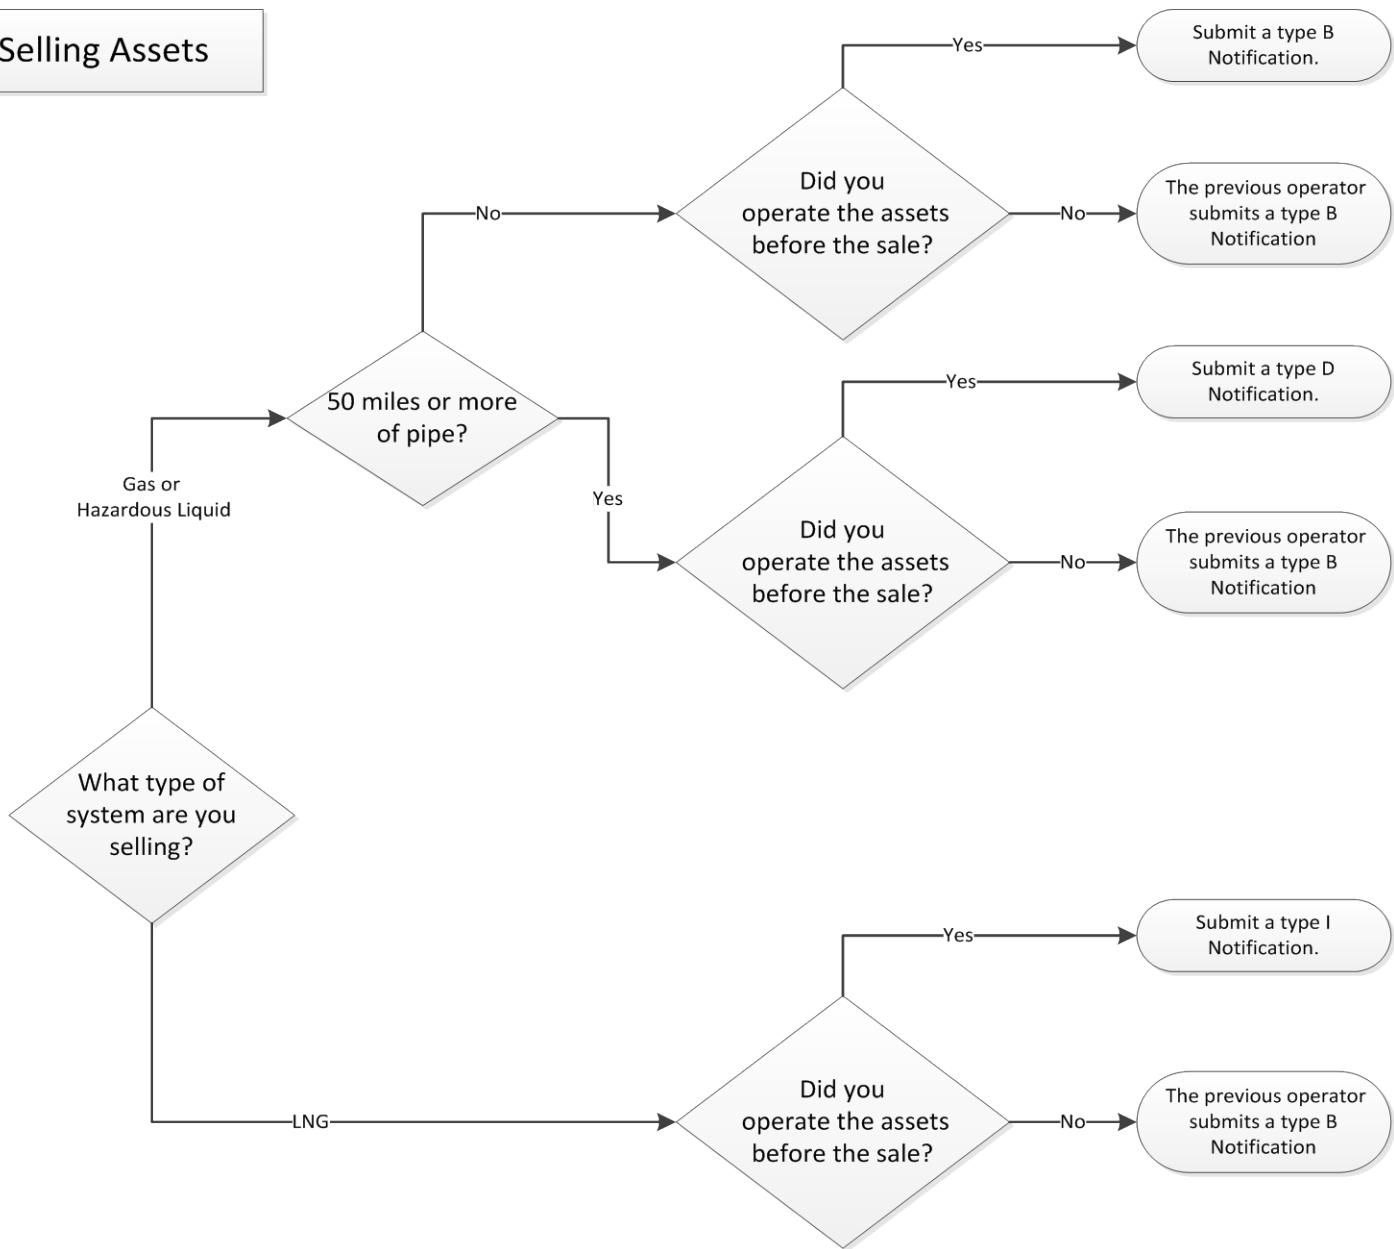 Selling Assets
Yes
Submit a type B
Notification.
Did you
operate the assets
before the sale?
No
No
The previous operator
submits a type B
Notification
50 miles or more
of pipe?
Yes
Submit a type D
Notification.
Gas or
Hazardous Liquid
Yes
Did you
operate the assets
before the sale?
No
The previous operator
submits a type B
Notification
What type of
system are you
selling?
Yes
Submit a type I
Notification.
LNG
Did you
operate the assets
before the sale?
No
The previous operator
submits a type B
Notification